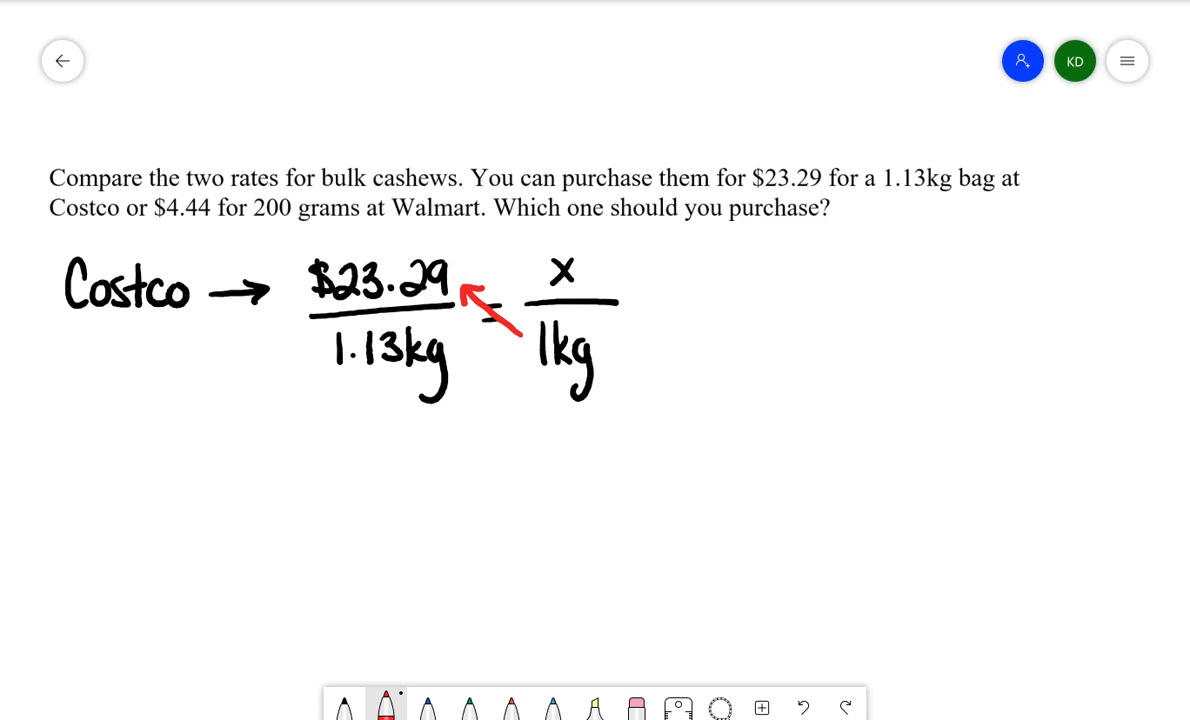 KD
Compare the two rates for bulk cashews. You can purchase them for $23.29 for a 1.13kg bag at
Costco or $4.44 for 200 grams at Walmart. Which one should you purchase?
Costco → $23.29 = x
1.13kg 1kg